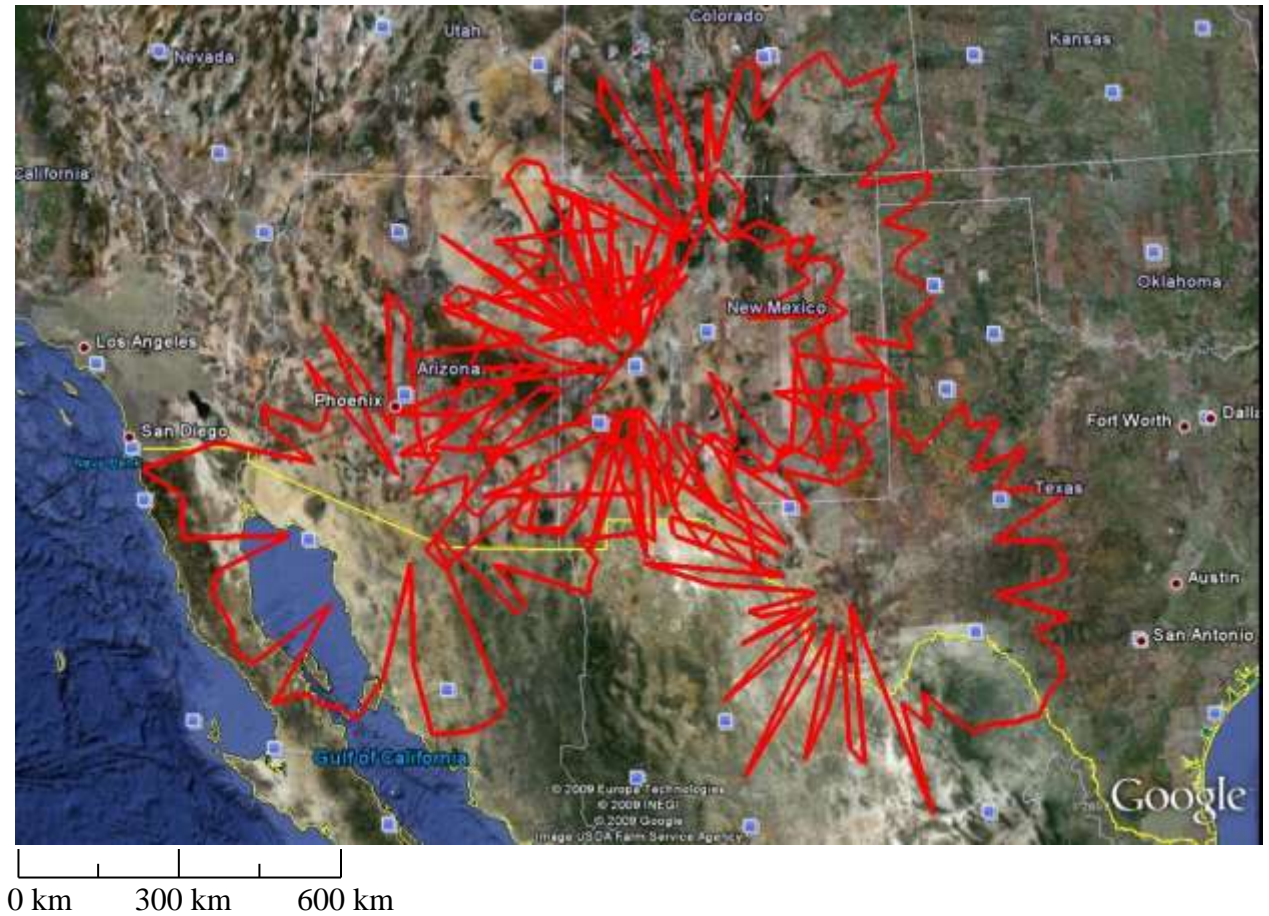 Colorado
Utah
Kansas
Nevada
California
Oklahoma
New Mexico
Los Angeles
Arizona
Phoenix
Fort Worth
San Diego
Texas
Austin
San Antonio
Gulf of California
© 2009 Europa Technologies
© 2009 INEGI
© 2009 Google
Image USDA Farm Service Agency
Google
0 km 300 km 600 km